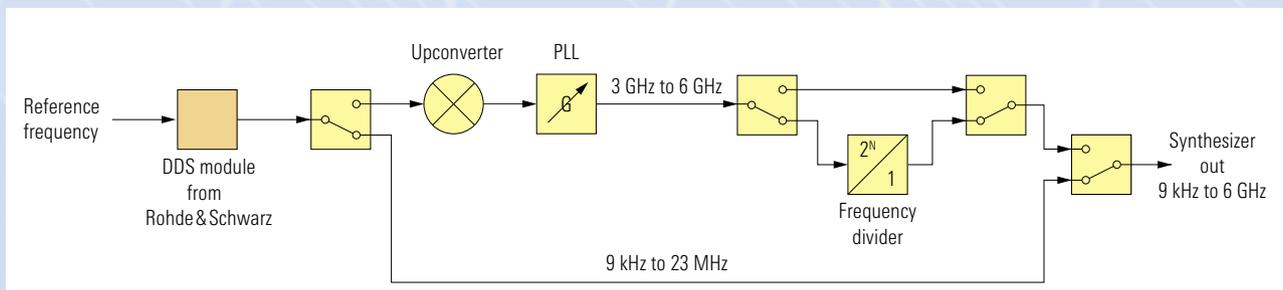 Upconverter
PLL
Reference
frequency
3 GHz to 6 GHz
G
DDS module
from
Rohde & Schwarz
2N
1
Frequency
divider
Synthesizer
out
9 kHz to 6 GHz
9 kHz to 23 MHz